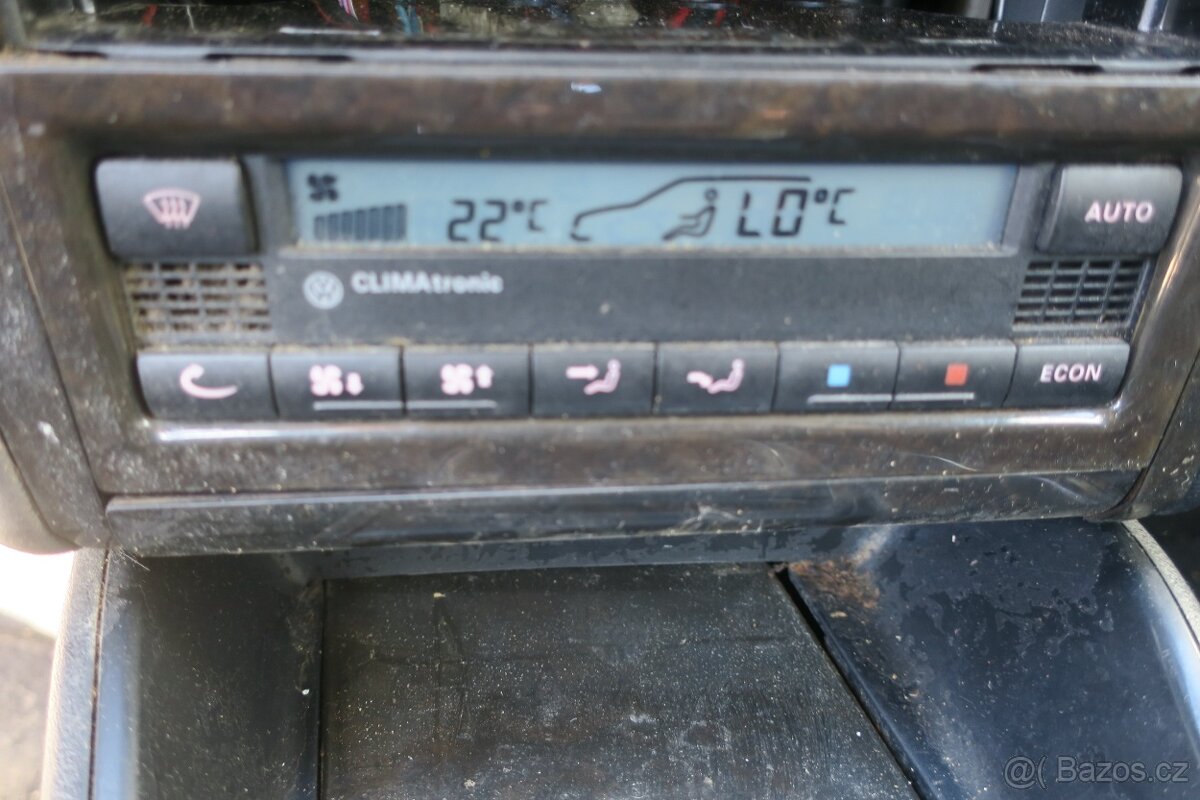 22°C LO°C
AUTO
CLIMAtronic
ECON
@( Bazos.cz